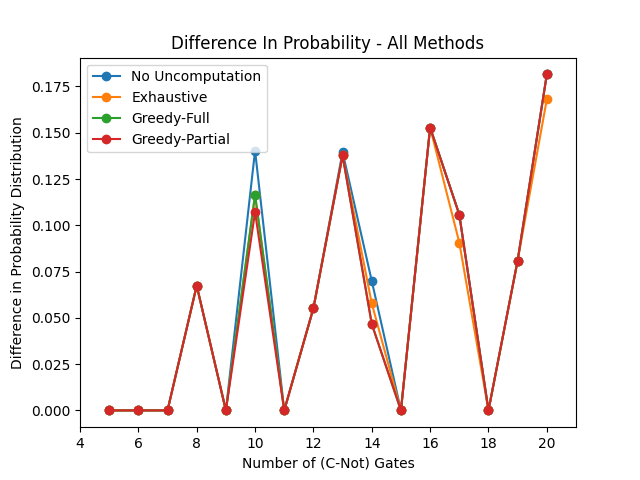 Difference In Probability - All Methods
No Uncomputation
Exhaustive
Greedy-Full
Greedy-Partial
Difference in Probability Distribution
0.175
0.150
0.125
0.100
0.075
0.050
0.025
0.000
4 6 8 10 12 14 16 18 20
Number of (C-Not) Gates